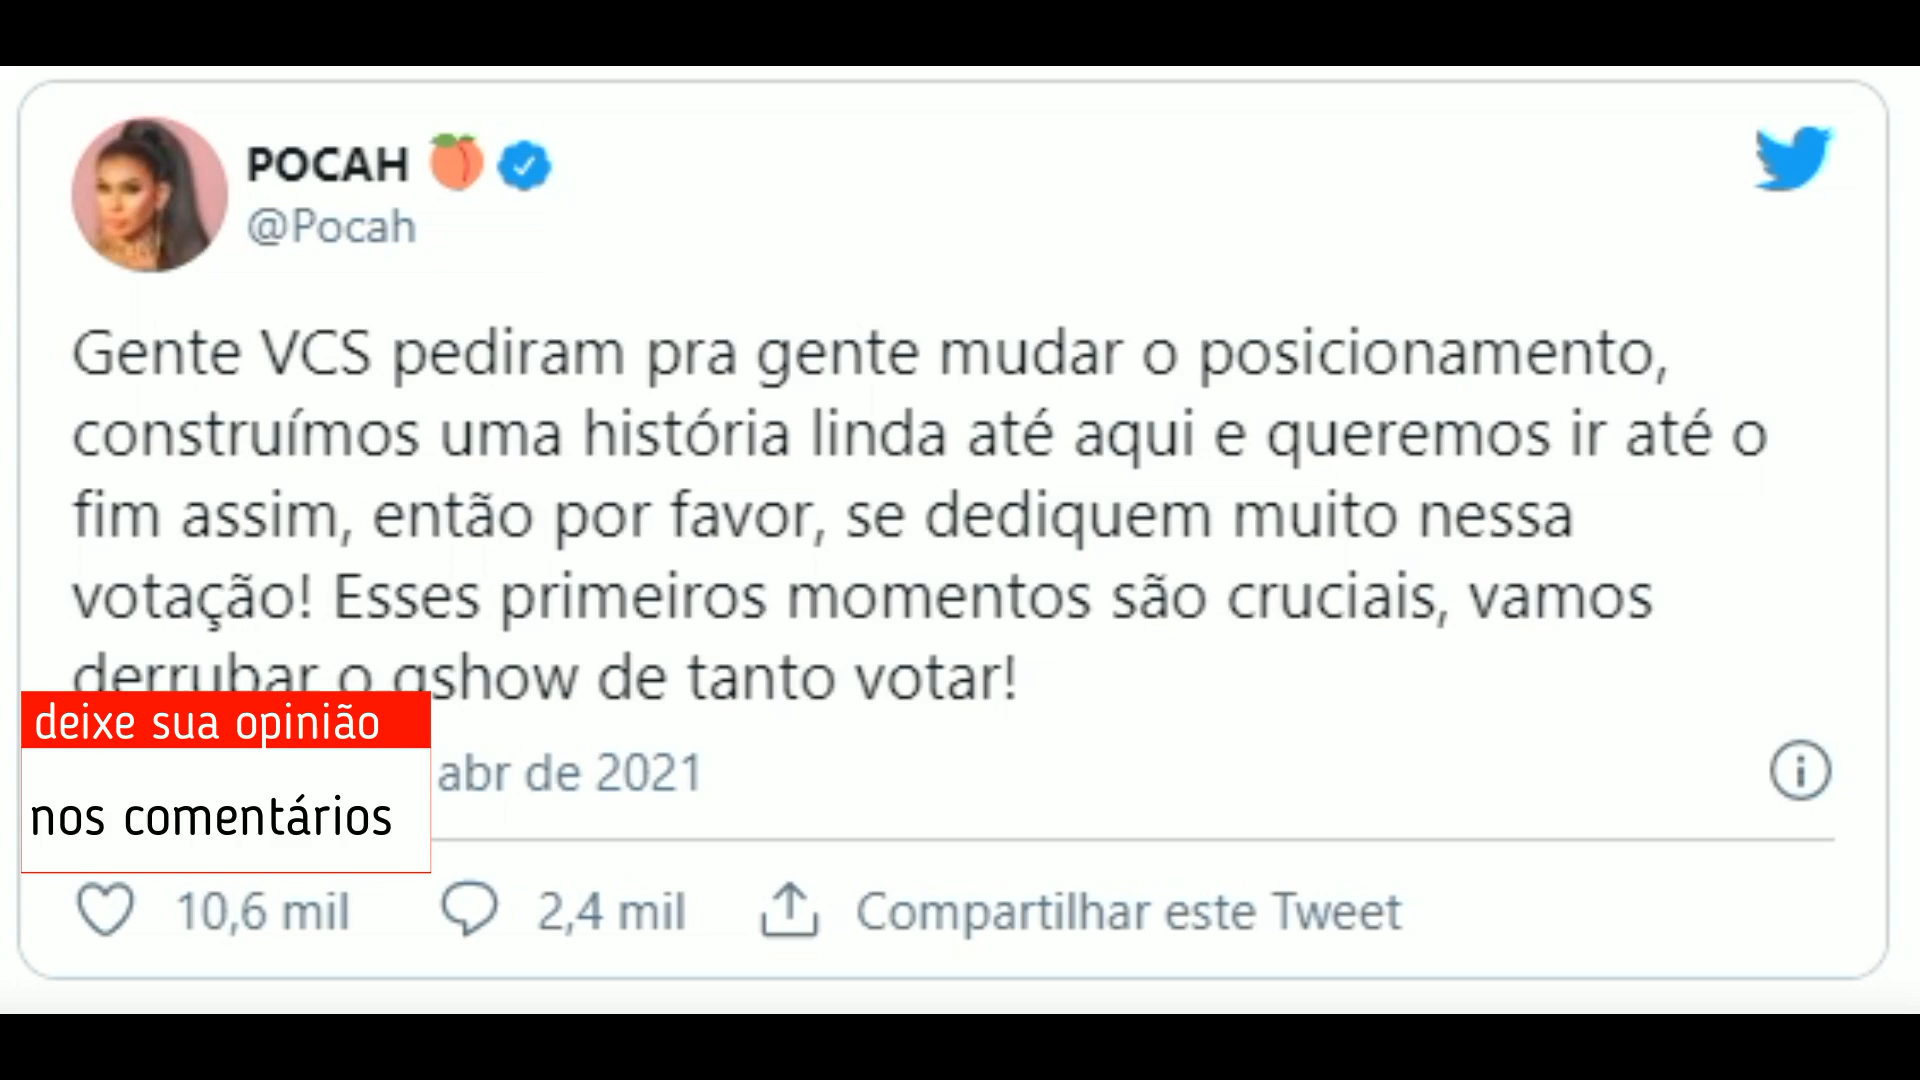 POCAH
@Pocah
Gente VCS pediram pra gente mudar o posicionamento,
construímos uma história linda até aqui e queremos ir até o
fim assim, então por favor, se dediquem muito nessa
votação! Esses primeiros momentos são cruciais, vamos
derrubar o gshow de tanto votar!
deixe sua opinião
abr de 2021
nos comentários
10,6 mil 2,4 mil Compartilhar este Tweet